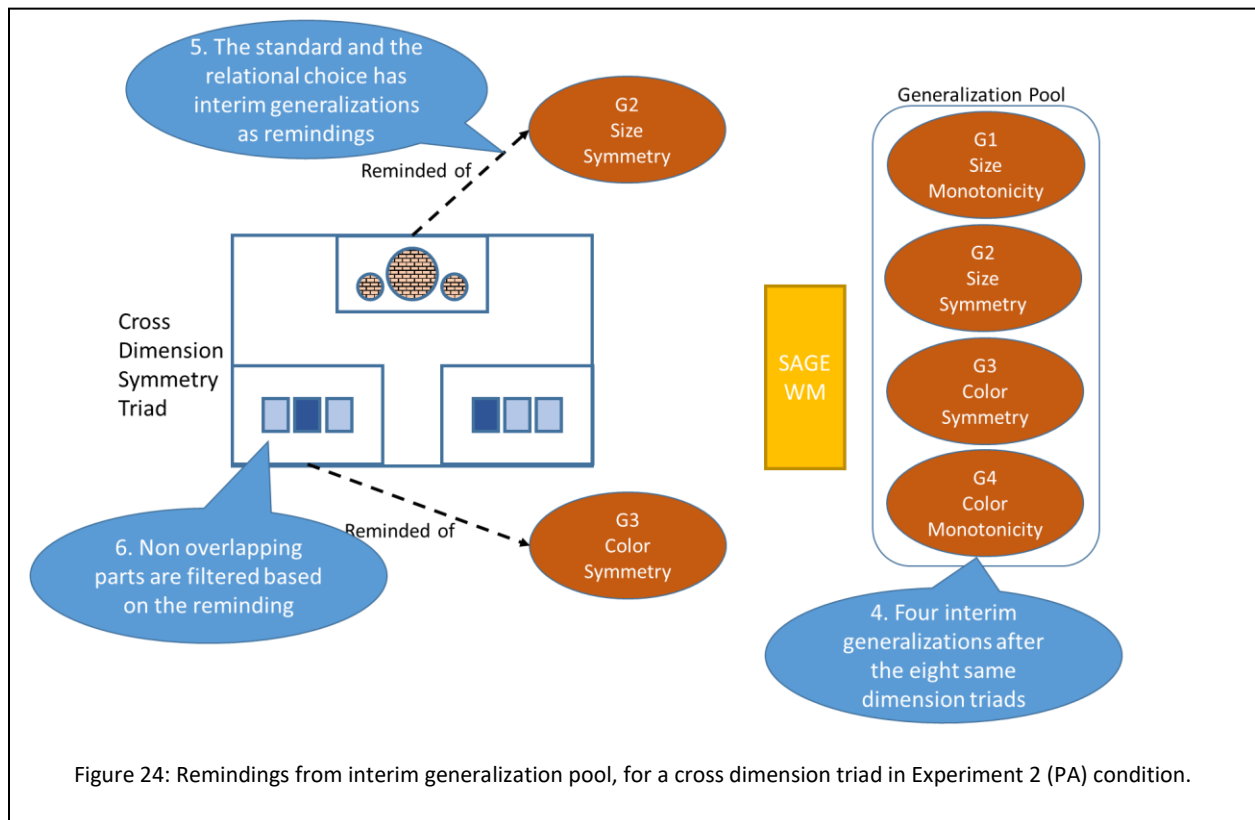 5. The standard and the
relational choice has
interim generalizations
as remindings
G2
Size
Symmetry
Reminded of
Cross
Dimension
Symmetry
Triad
Reminded of
6. Non overlapping
parts are filtered based
on the reminding
G3
Color
Symmetry
SAGE
WM
Generalization Pool
G1
Size
Monotonicity
G2
Size
Symmetry
G3
Color
Symmetry
G4
Color
Monotonicity
4. Four interim
generalizations after
the eight same
dimension triads
Figure 24: Remindings from interim generalization pool, for a cross dimension triad in Experiment 2 (PA) condition.